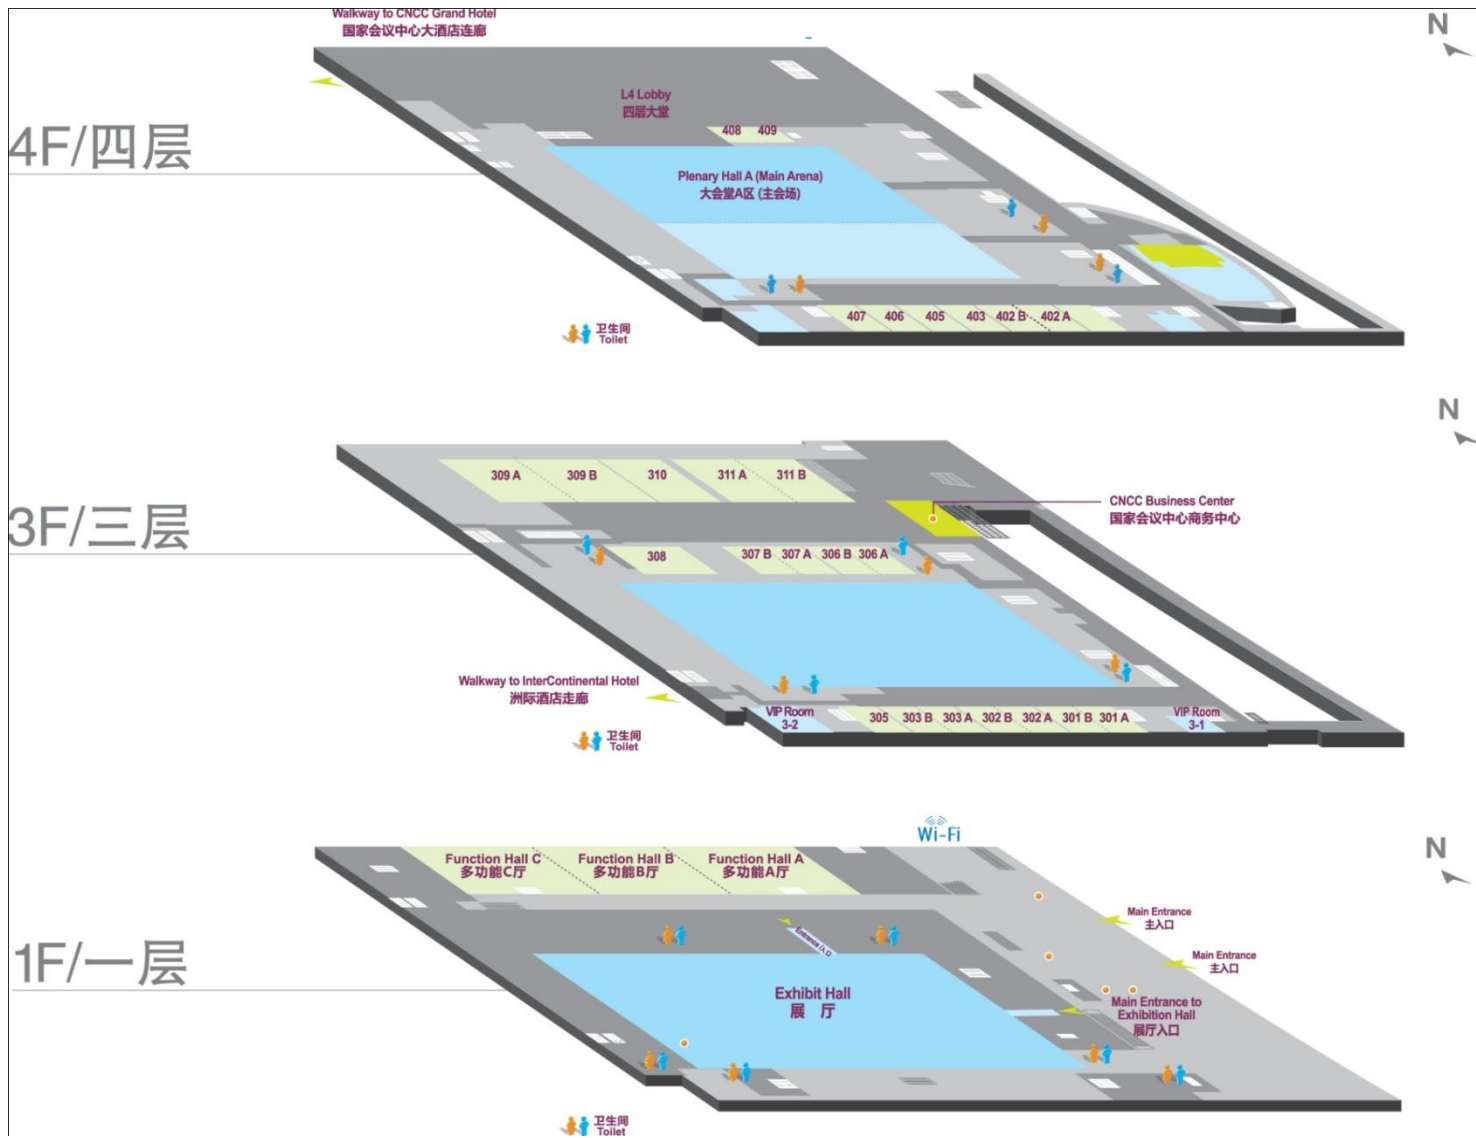 Walkway to CNCC Grand Hotel
国家会议中心大酒店连廊
N
L4 Lobby
四层大堂
408 409
4F/四层
Plenary Hall A (Main Arena)
大会堂A区 (主会场)
407 406 405 403 402 B 402 A
卫生间
Toilet
N
309 A 309 B 310 311 A 311 B
CNCC Business Center
国家会议中心商务中心
3F/三层
308 307 B 307 A 306 B 306 A
Walkway to InterContinental Hotel
洲际酒店走廊
VIP Room
3-2
305 303 B 303 A 302 B 302 A 301 B 301 A
VIP Room
3-1
卫生间
Toilet
Wi-Fi
N
Function Hall C
多功能C厅
Function Hall B
多功能B厅
Function Hall A
多功能A厅
Main Entrance
主入口
Entrance/入口
Main Entrance
主入口
1F/一层
Exhibit Hall
展 厅
Main Entrance to
Exhibition Hall
展厅入口
卫生间
Toilet